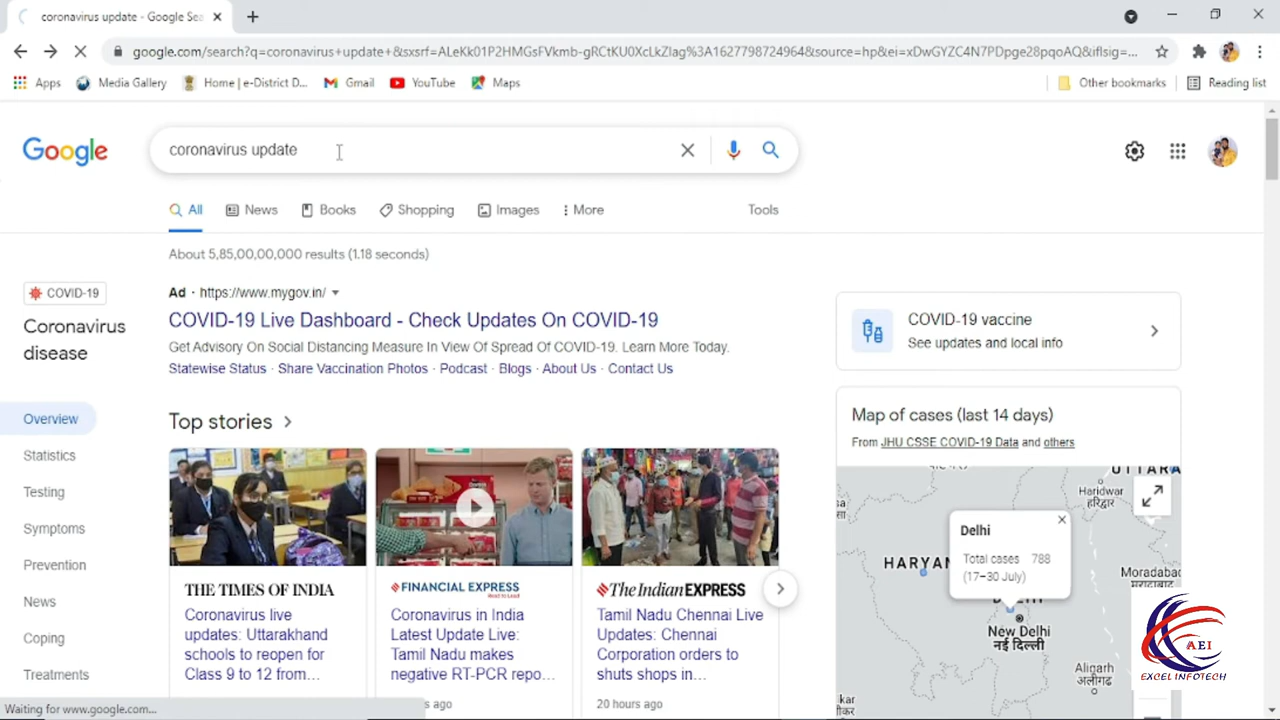 coronavirus update - Google Sea
google.com/search?q=coronavirus+update+&sxsrf=ALeKk01P2HMGsFVkmb-gRCtKU0XcLkZlag%3A1627798724964&source=hp&ei=xDwGYZC4N7PDpge28pqoAQ&iflsig=...
Apps Media Gallery Home | e-District D... Gmail YouTube Maps Other bookmarks Reading list
Google
coronavirus update
All News Books Shopping Images More Tools
About 5,85,00,00,000 results (1.18 seconds)
COVID-19
Coronavirus
disease
Overview
Statistics
Testing
Symptoms
Prevention
News
Coping
Treatments
Ad · https://www.mygov.in/
COVID-19 Live Dashboard - Check Updates On COVID-19
Get Advisory On Social Distancing Measure In View Of Spread Of COVID-19. Learn More Today.
Statewise Status · Share Vaccination Photos · Podcast · Blogs · About Us · Contact Us
Top stories
THE TIMES OF INDIA
Coronavirus live
updates: Uttarakhand
schools to reopen for
Class 9 to 12 from...
FINANCIAL EXPRESS
Read to Lead
Coronavirus in India
Latest Update Live:
Tamil Nadu makes
negative RT-PCR repo...
s ago
The Indian EXPRESS
Tamil Nadu Chennai Live
Updates: Chennai
Corporation orders to
shuts shops in...
20 hours ago
COVID-19 vaccine
See updates and local info
Map of cases (last 14 days)
From JHU CSSE COVID-19 Data and others
UTTARA
Haridwar
हरिद्वार
Delhi
Total cases 788
(17–30 July)
HARYAN
Moradabad
मुरादाबाद
New Delhi
नई दिल्ली
Aligarh
अलीगढ़
kar
AEI
EXCEL INFOTECH
Waiting for www.google.com...